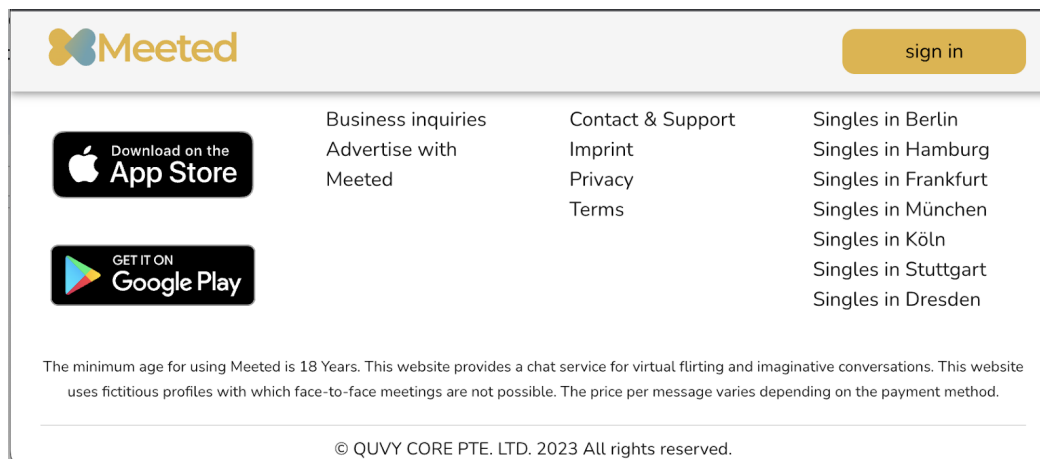 Meeted
sign in
Download on the
App Store
GET IT ON
Google Play
Business inquiries
Advertise with
Meeted
Contact & Support
Imprint
Privacy
Terms
Singles in Berlin
Singles in Hamburg
Singles in Frankfurt
Singles in München
Singles in Köln
Singles in Stuttgart
Singles in Dresden
The minimum age for using Meeted is 18 Years. This website provides a chat service for virtual flirting and imaginative conversations. This website
uses fictitious profiles with which face-to-face meetings are not possible. The price per message varies depending on the payment method.
© QUVY CORE PTE. LTD. 2023 All rights reserved.